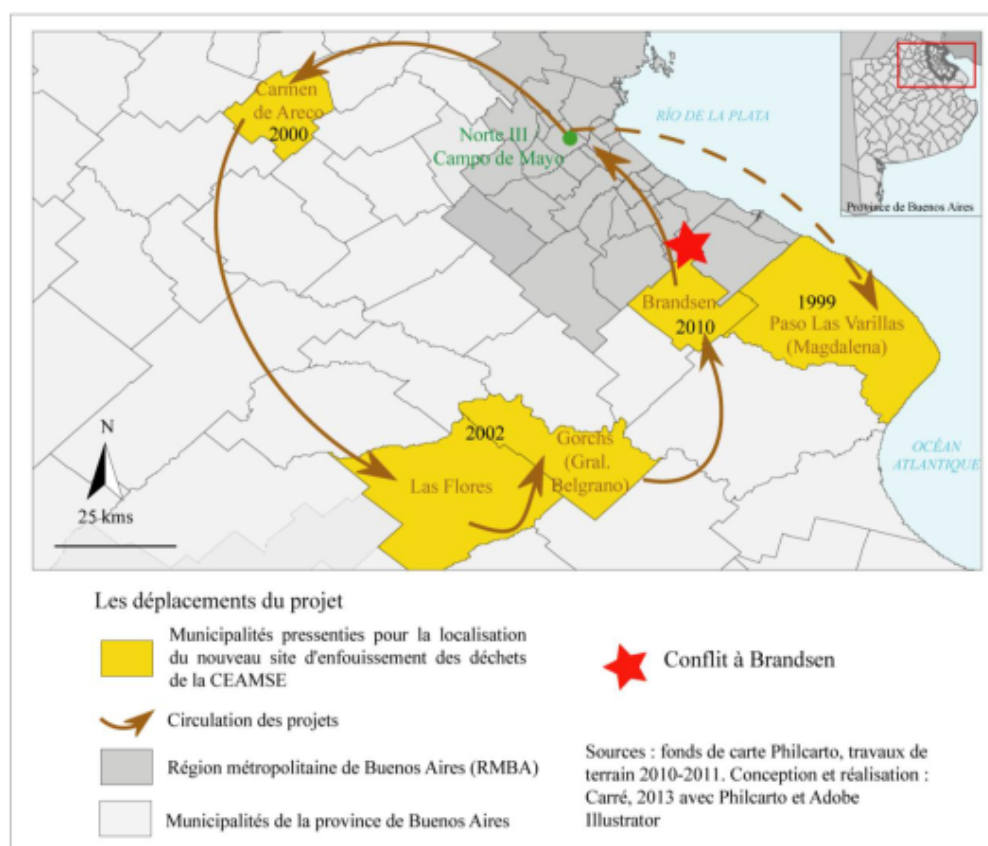 Carmen
de Areco
2000
Norte III /
Campo de Mayo
RÍO DE LA PLATA
Province de Buenos Aires
Brandsen
2010
1999
Paso Las Varillas
(Magdalena)
2002
Gorchs
(Gral.
Belgrano)
Las Flores
OCÉAN
ATLANTIQUE
N
25 kms
Les déplacements du projet
Municipalités pressenties pour la localisation
du nouveau site d'enfouissement des déchets
de la CEAMSE
Circulation des projets
Région métropolitaine de Buenos Aires (RMBA)
Municipalités de la province de Buenos Aires
Conflit à Brandsen
Sources : fonds de carte Philcarto, travaux de
terrain 2010-2011. Conception et réalisation :
Carré, 2013 avec Philcarto et Adobe
Illustrator